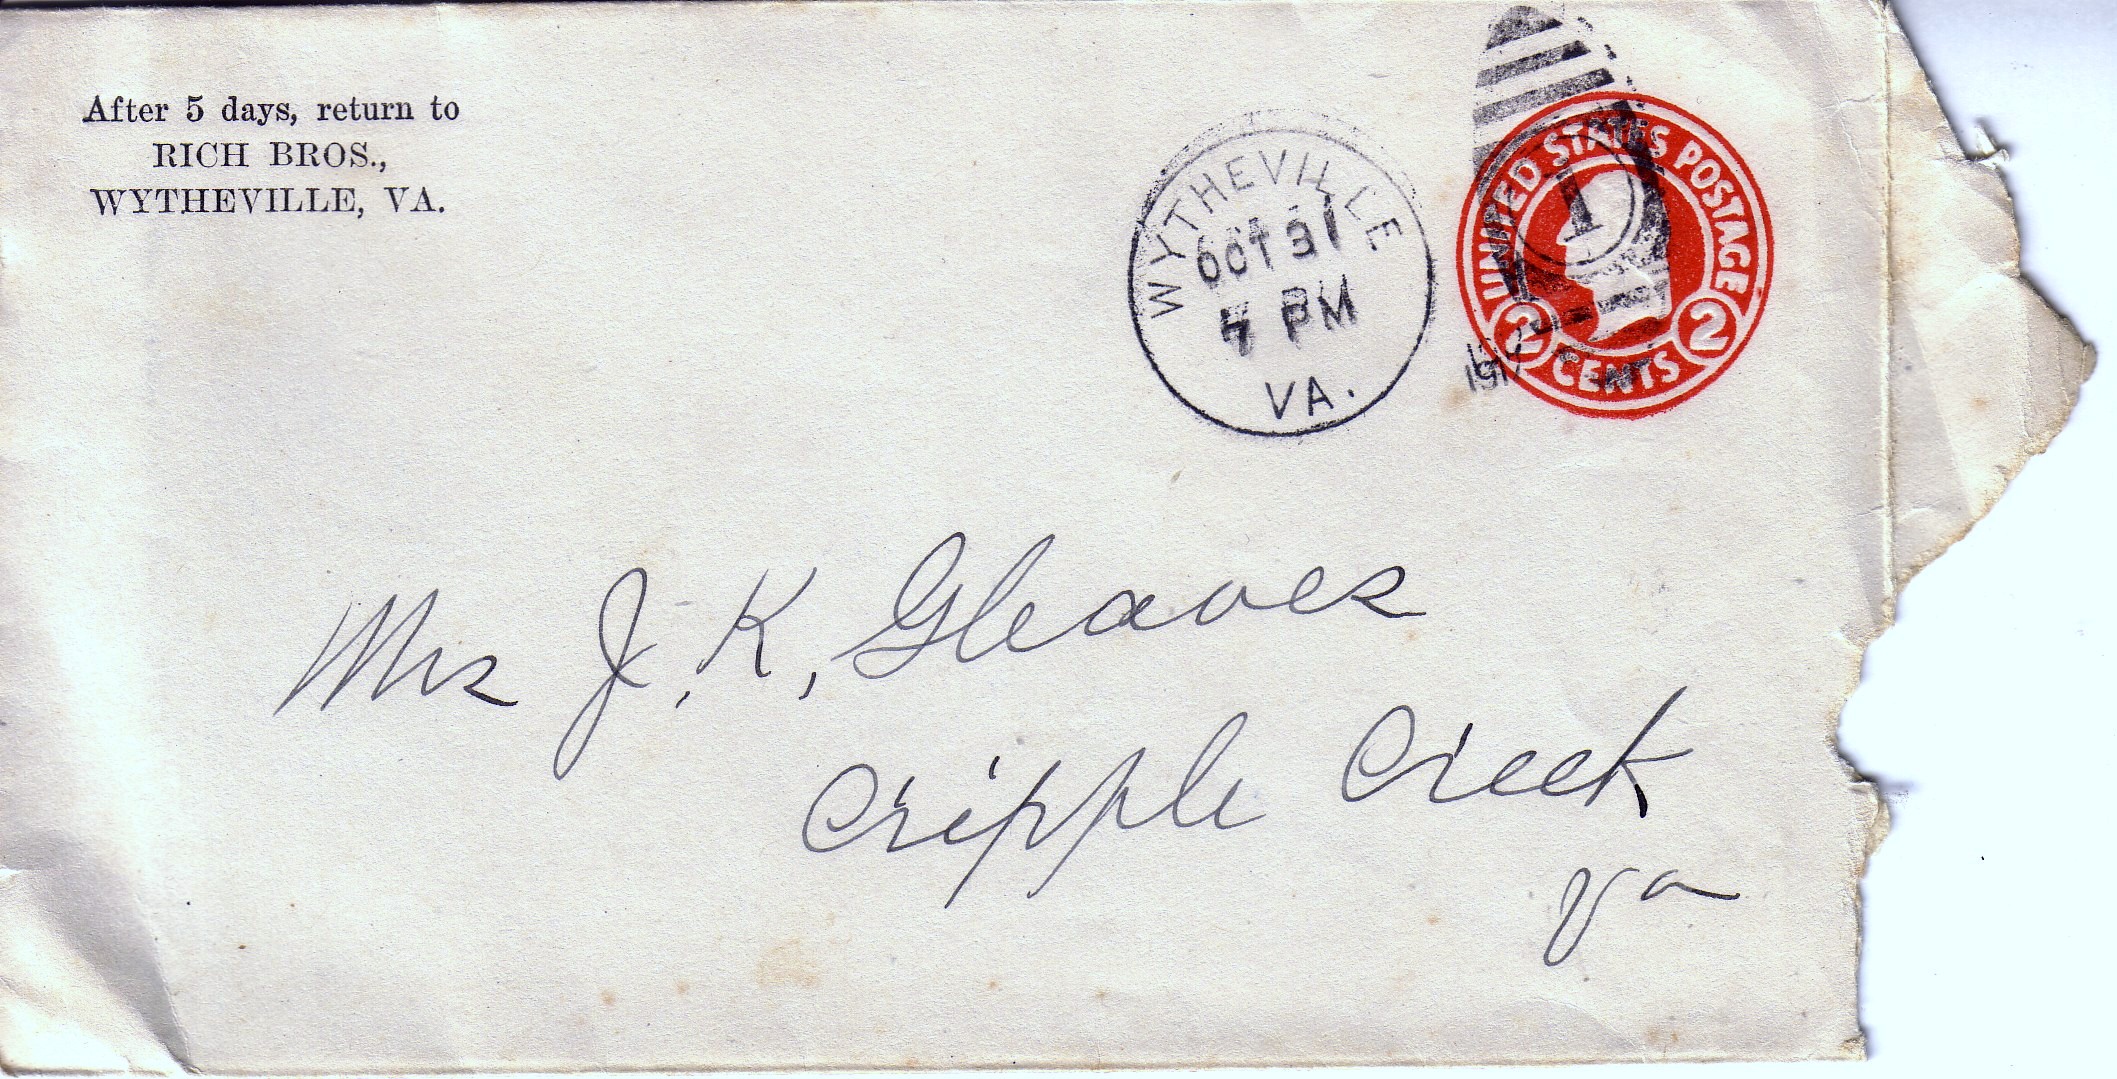 After 5 days, return to
RICH BROS.,
WYTHEVILLE, VA.
WYTHEVILLE
OCT 31
7 PM
VA.
1
UNITED STATES POSTAGE
2 CENTS 2
Mrs J. K, Gleaves
Cripple Creek
Va